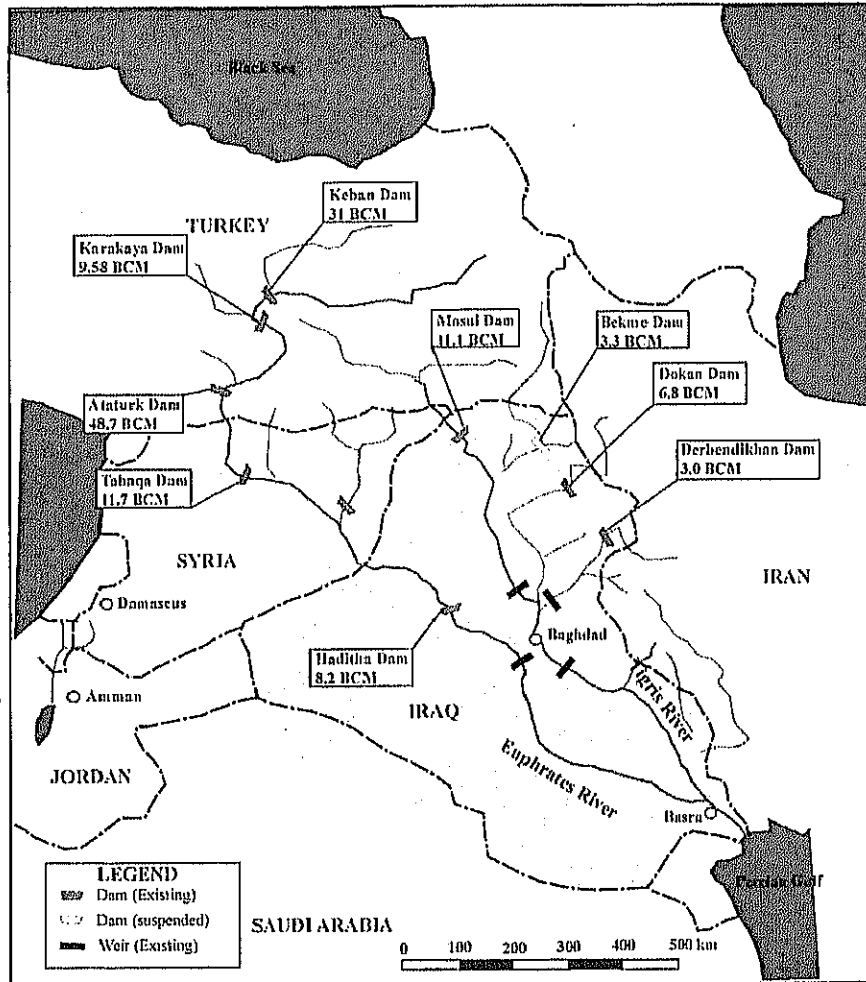 Black Sea
Keban Dam
31 BCM
TURKEY
Karakaya Dam
9.58 BCM
Mosul Dam
11.1 BCM
Bekme Dam
3.3 BCM
Dokan Dam
6.8 BCM
Ataturk Dam
48.7 BCM
Derbendikhan Dam
3.0 BCM
Tabaqa Dam
11.7 BCM
SYRIA
IRAN
Damascus
Baghdad
Haditha Dam
8.2 BCM
Amman
IRAQ
Tigris River
JORDAN
Euphrates River
Basra
Persian Gulf
LEGEND
Dam (Existing)
Dam (suspended)
Weir (Existing)
SAUDI ARABIA
0 100 200 300 400 500 km